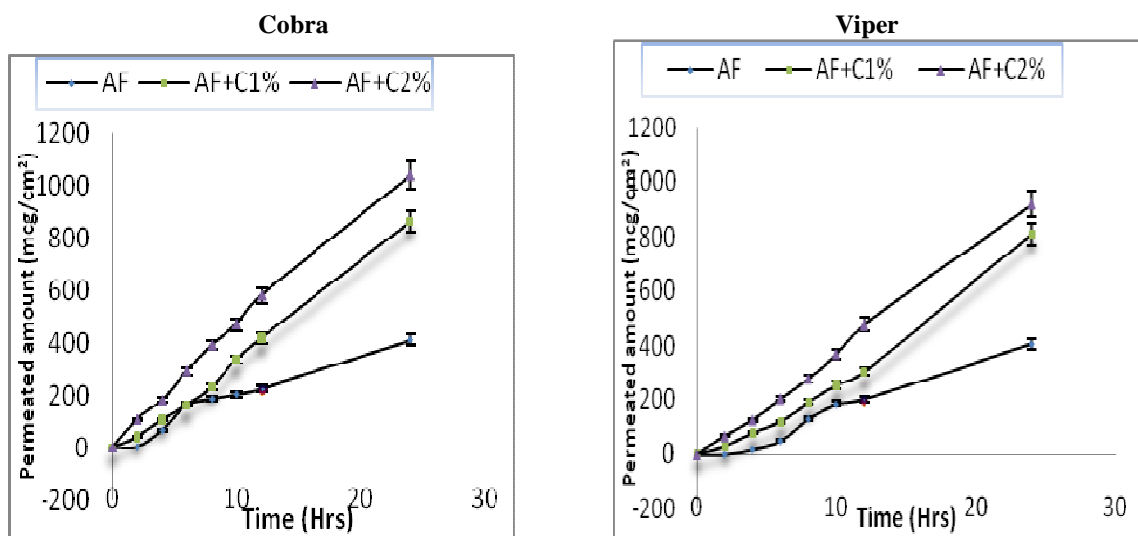 Cobra
AF AF+C1% AF+C2%
Permeated amount (mcg/cm²)
1200
1000
800
600
400
200
0
-200
0 10 20 30
Time (Hrs)
Viper
AF AF+C1% AF+C2%
Permeated amount (mcg/cm²)
1200
1000
800
600
400
200
0
-200
0 10 20 30
Time (Hrs)